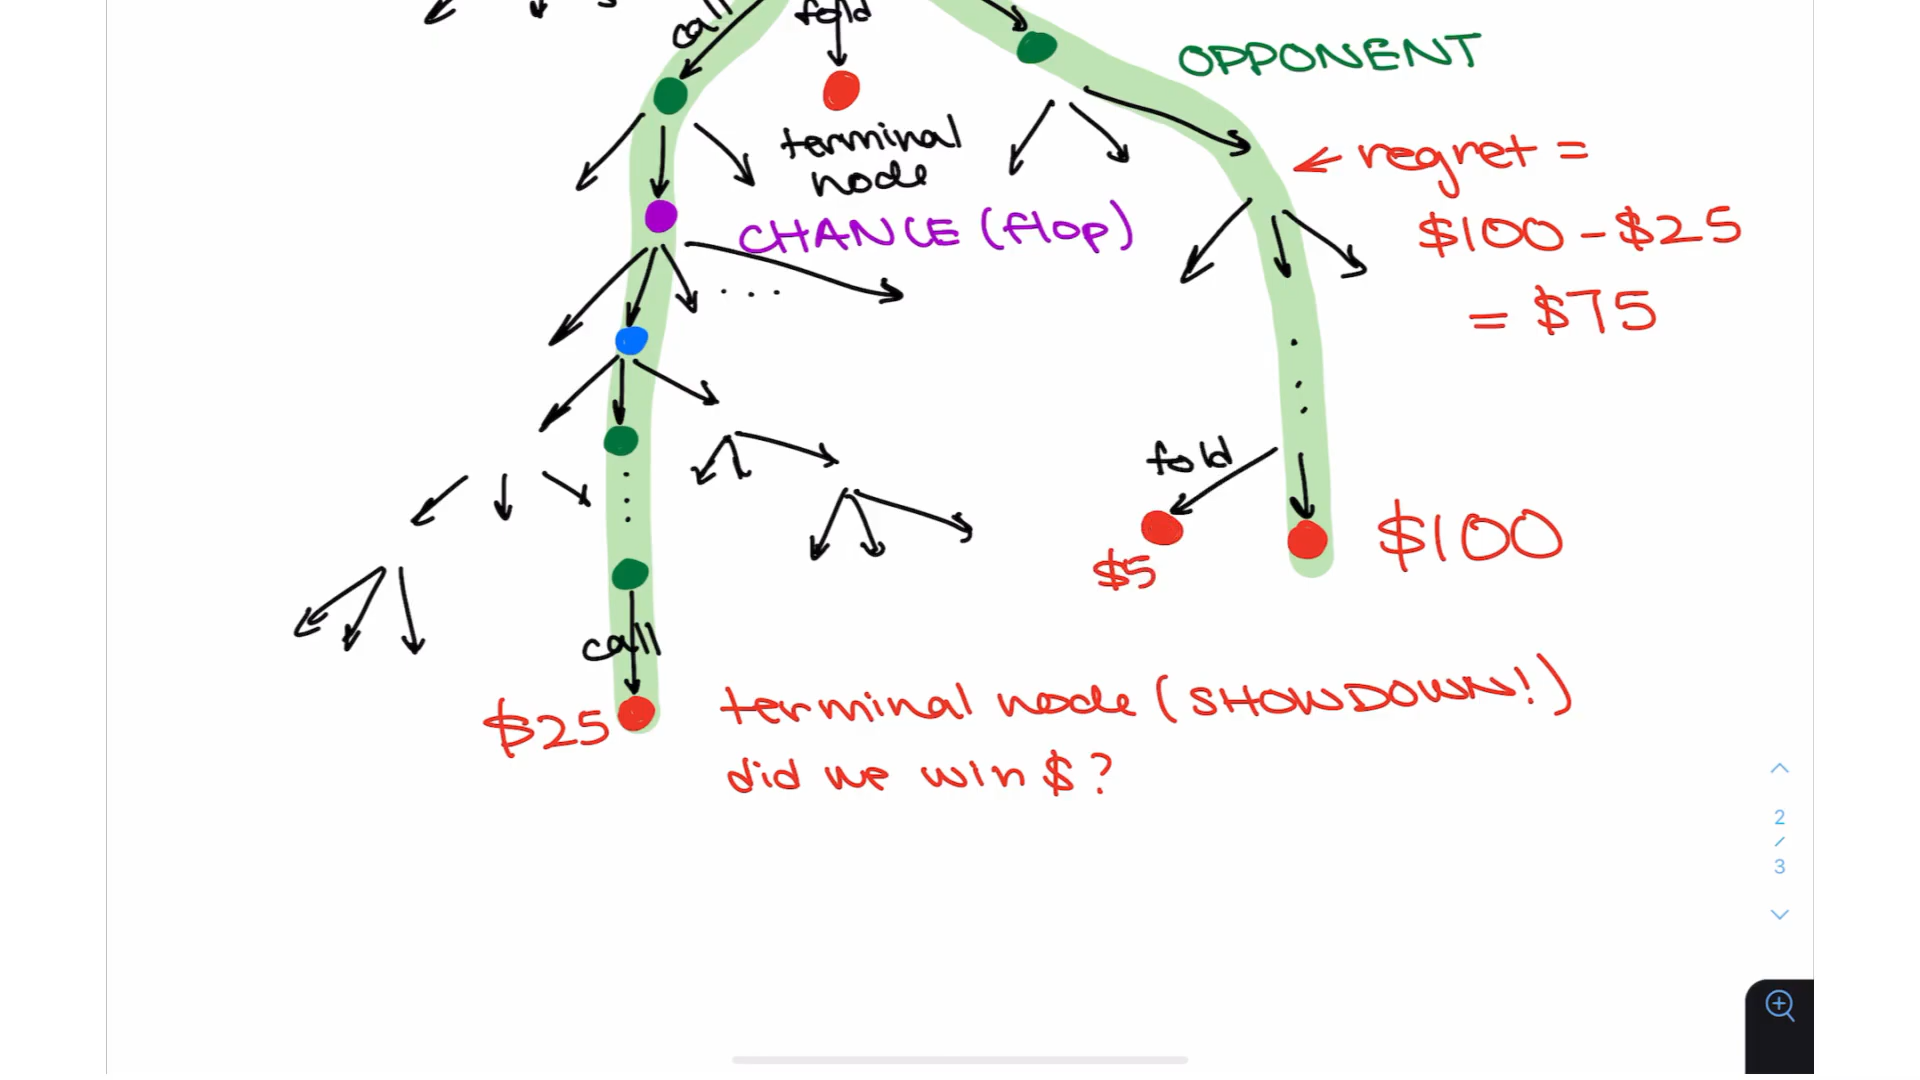 call
fold
OPPONENT
terminal
node
← regret =
$100 - $25
= $75
CHANCE (flop)
. . .
fold
$5
$100
call
$25
terminal node (SHOWDOWN!)
did we win $?
2
/
3